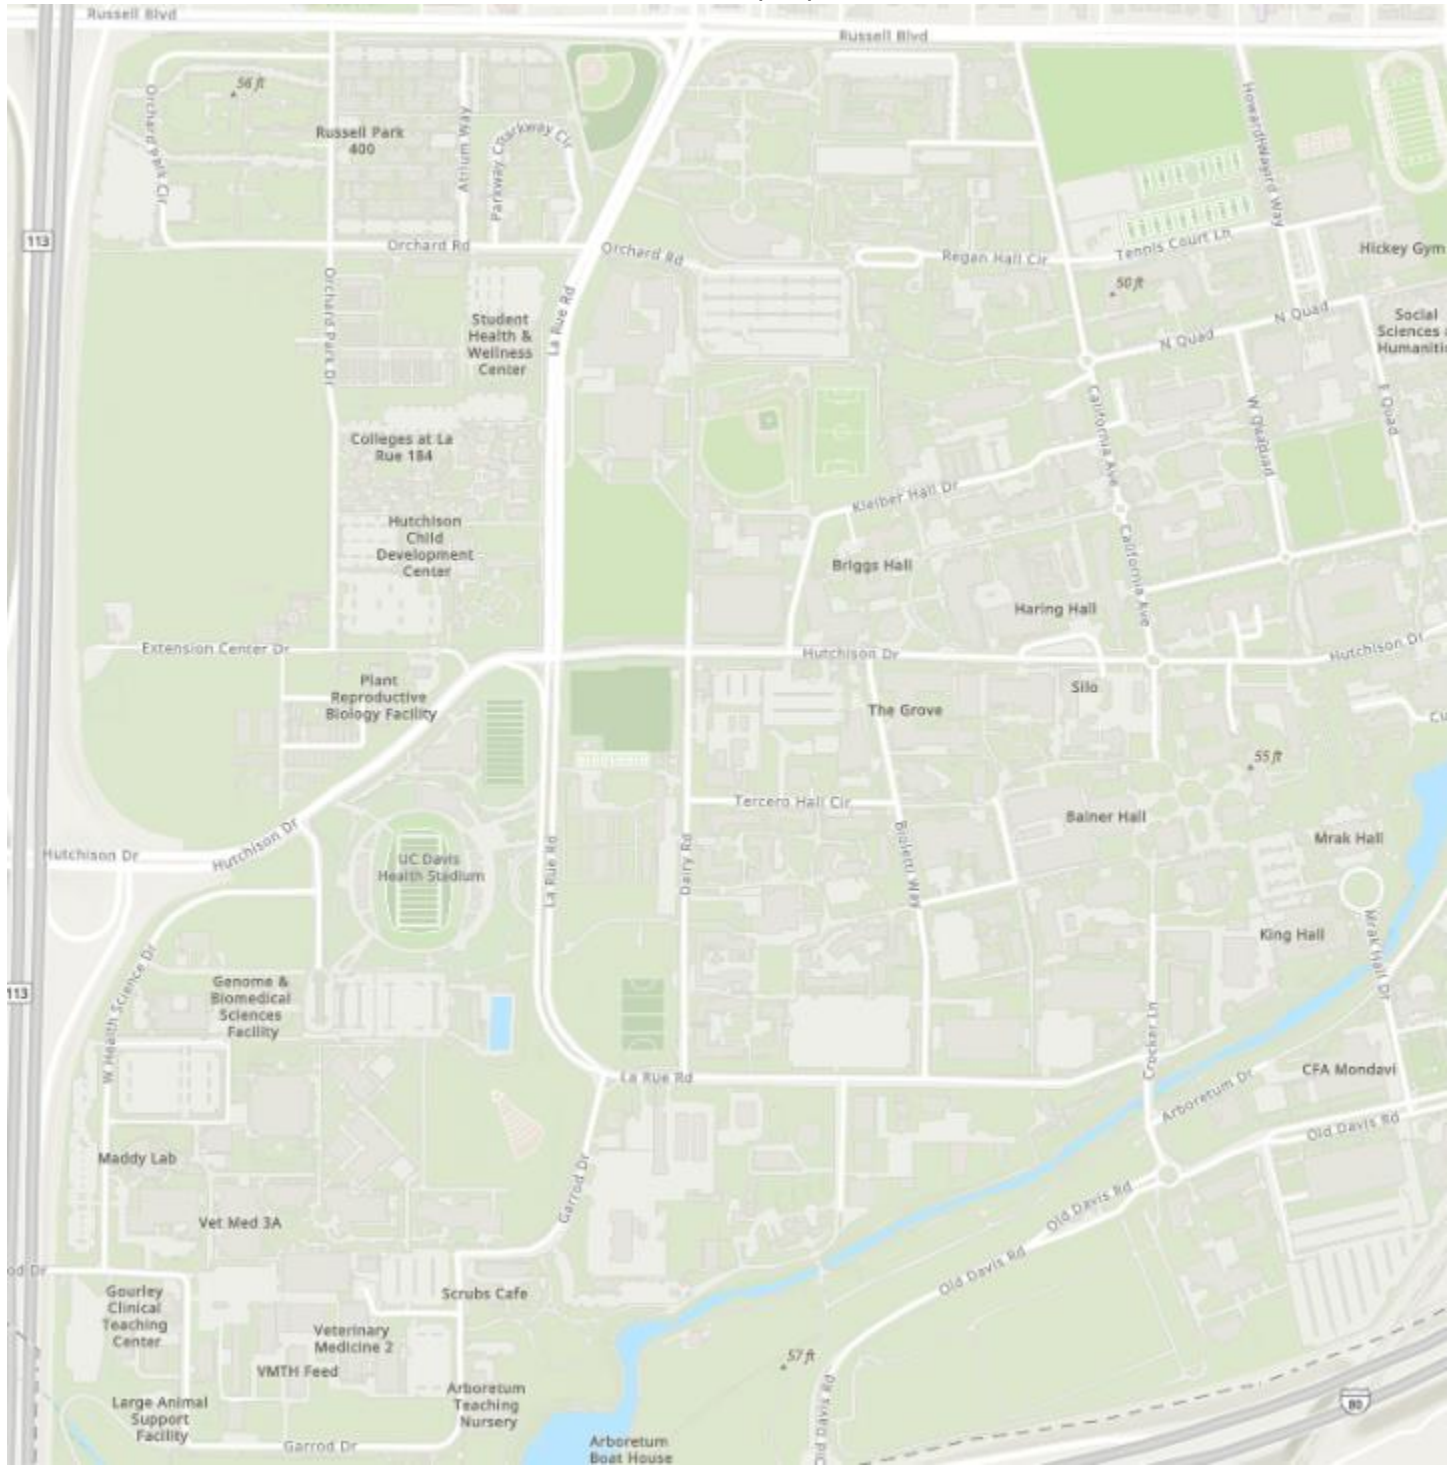 Russell Blvd
Russell Blvd
56 ft
Orchard Park Cir
Russell Park
400
Atrium Way
Parkway Cir
Parkway Cir
Howard Way
Howard Way
113
Orchard Rd
Orchard Rd
Regan Hall Cir
Tennis Court Ln
Hickey Gym
50 ft
Orchard Park Dr
La Rue Rd
Student
Health &
Wellness
Center
N Quad
N Quad
Social
Sciences
Humaniti
California Ave
W Quad
E Quad
Colleges at La
Rue 184
Kleiber Hall Dr
Hutchison
Child
Development
Center
California Ave
Briggs Hall
Haring Hall
Extension Center Dr
Hutchison Dr
Hutchison Dr
Plant
Reproductive
Biology Facility
Silo
The Grove
Cu
55 ft
Tercero Hall Cir
Bainer Hall
Hutchison Dr
Hutchison Dr
UC Davis
Health Stadium
La Rue Rd
Dairy Rd
Bioletti Way
Mrak Hall
King Hall
Mrak Hall Dr
W Health Science Dr
113
Genome &
Biomedical
Sciences
Facility
Crocker Ln
La Rue Rd
CFA Mondavi
Arboretum Dr
Old Davis Rd
Maddy Lab
Garrod Dr
Vet Med 3A
Old Davis Rd
Old Davis Rd
od Dr
Gourley
Clinical
Teaching
Center
Scrubs Cafe
Veterinary
Medicine 2
VMTH Feed
57 ft
Large Animal
Support
Facility
Arboretum
Teaching
Nursery
Old Davis Rd
80
Garrod Dr
Arboretum
Boat House